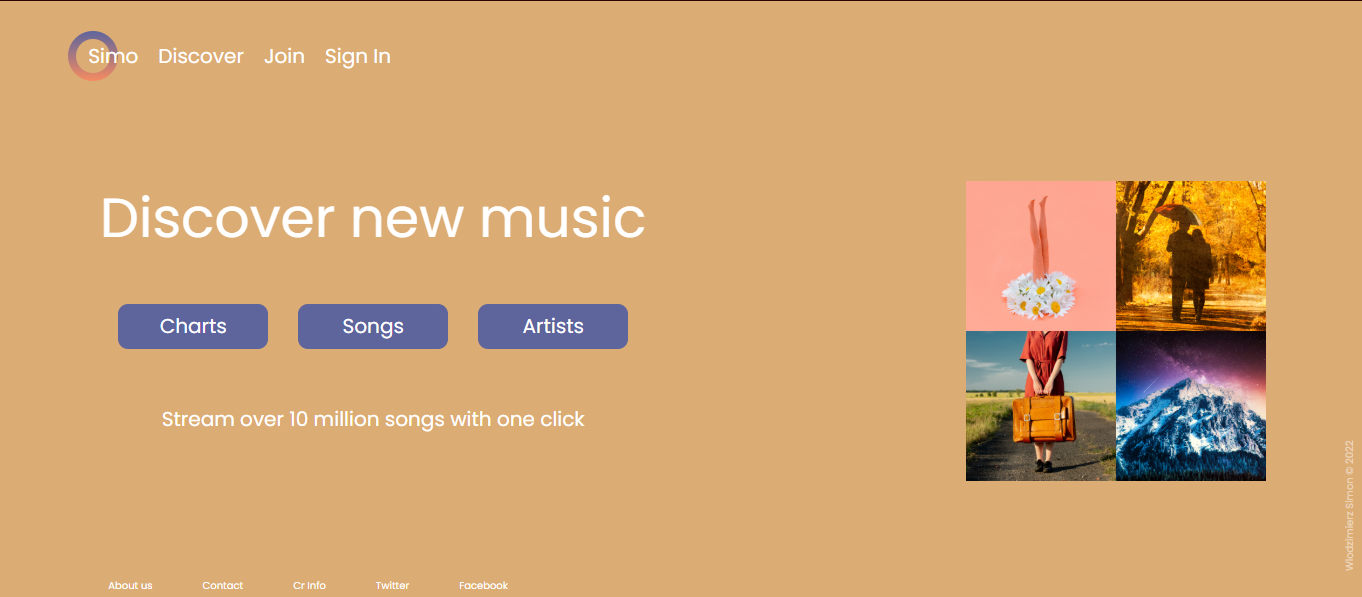 Simo Discover Join Sign In
Discover new music
Charts Songs Artists
Stream over 10 million songs with one click
Wlodzimierz Simon © 2022
About us Contact Cr Info Twitter Facebook